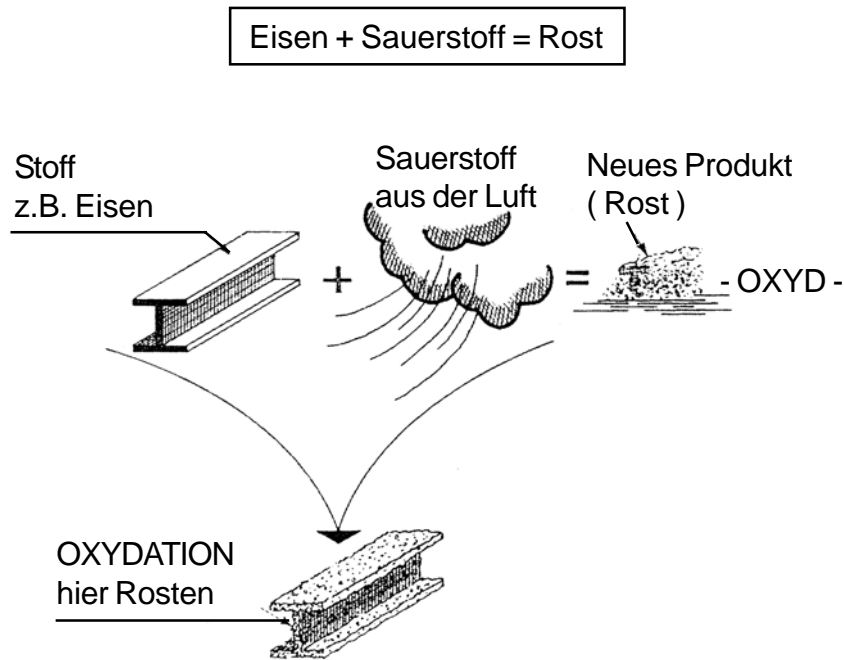 Eisen + Sauerstoff = Rost
Stoff
z.B. Eisen
Sauerstoff
aus der Luft
Neues Produkt
( Rost )
+
=
- OXYD -
OXYDATION
hier Rosten